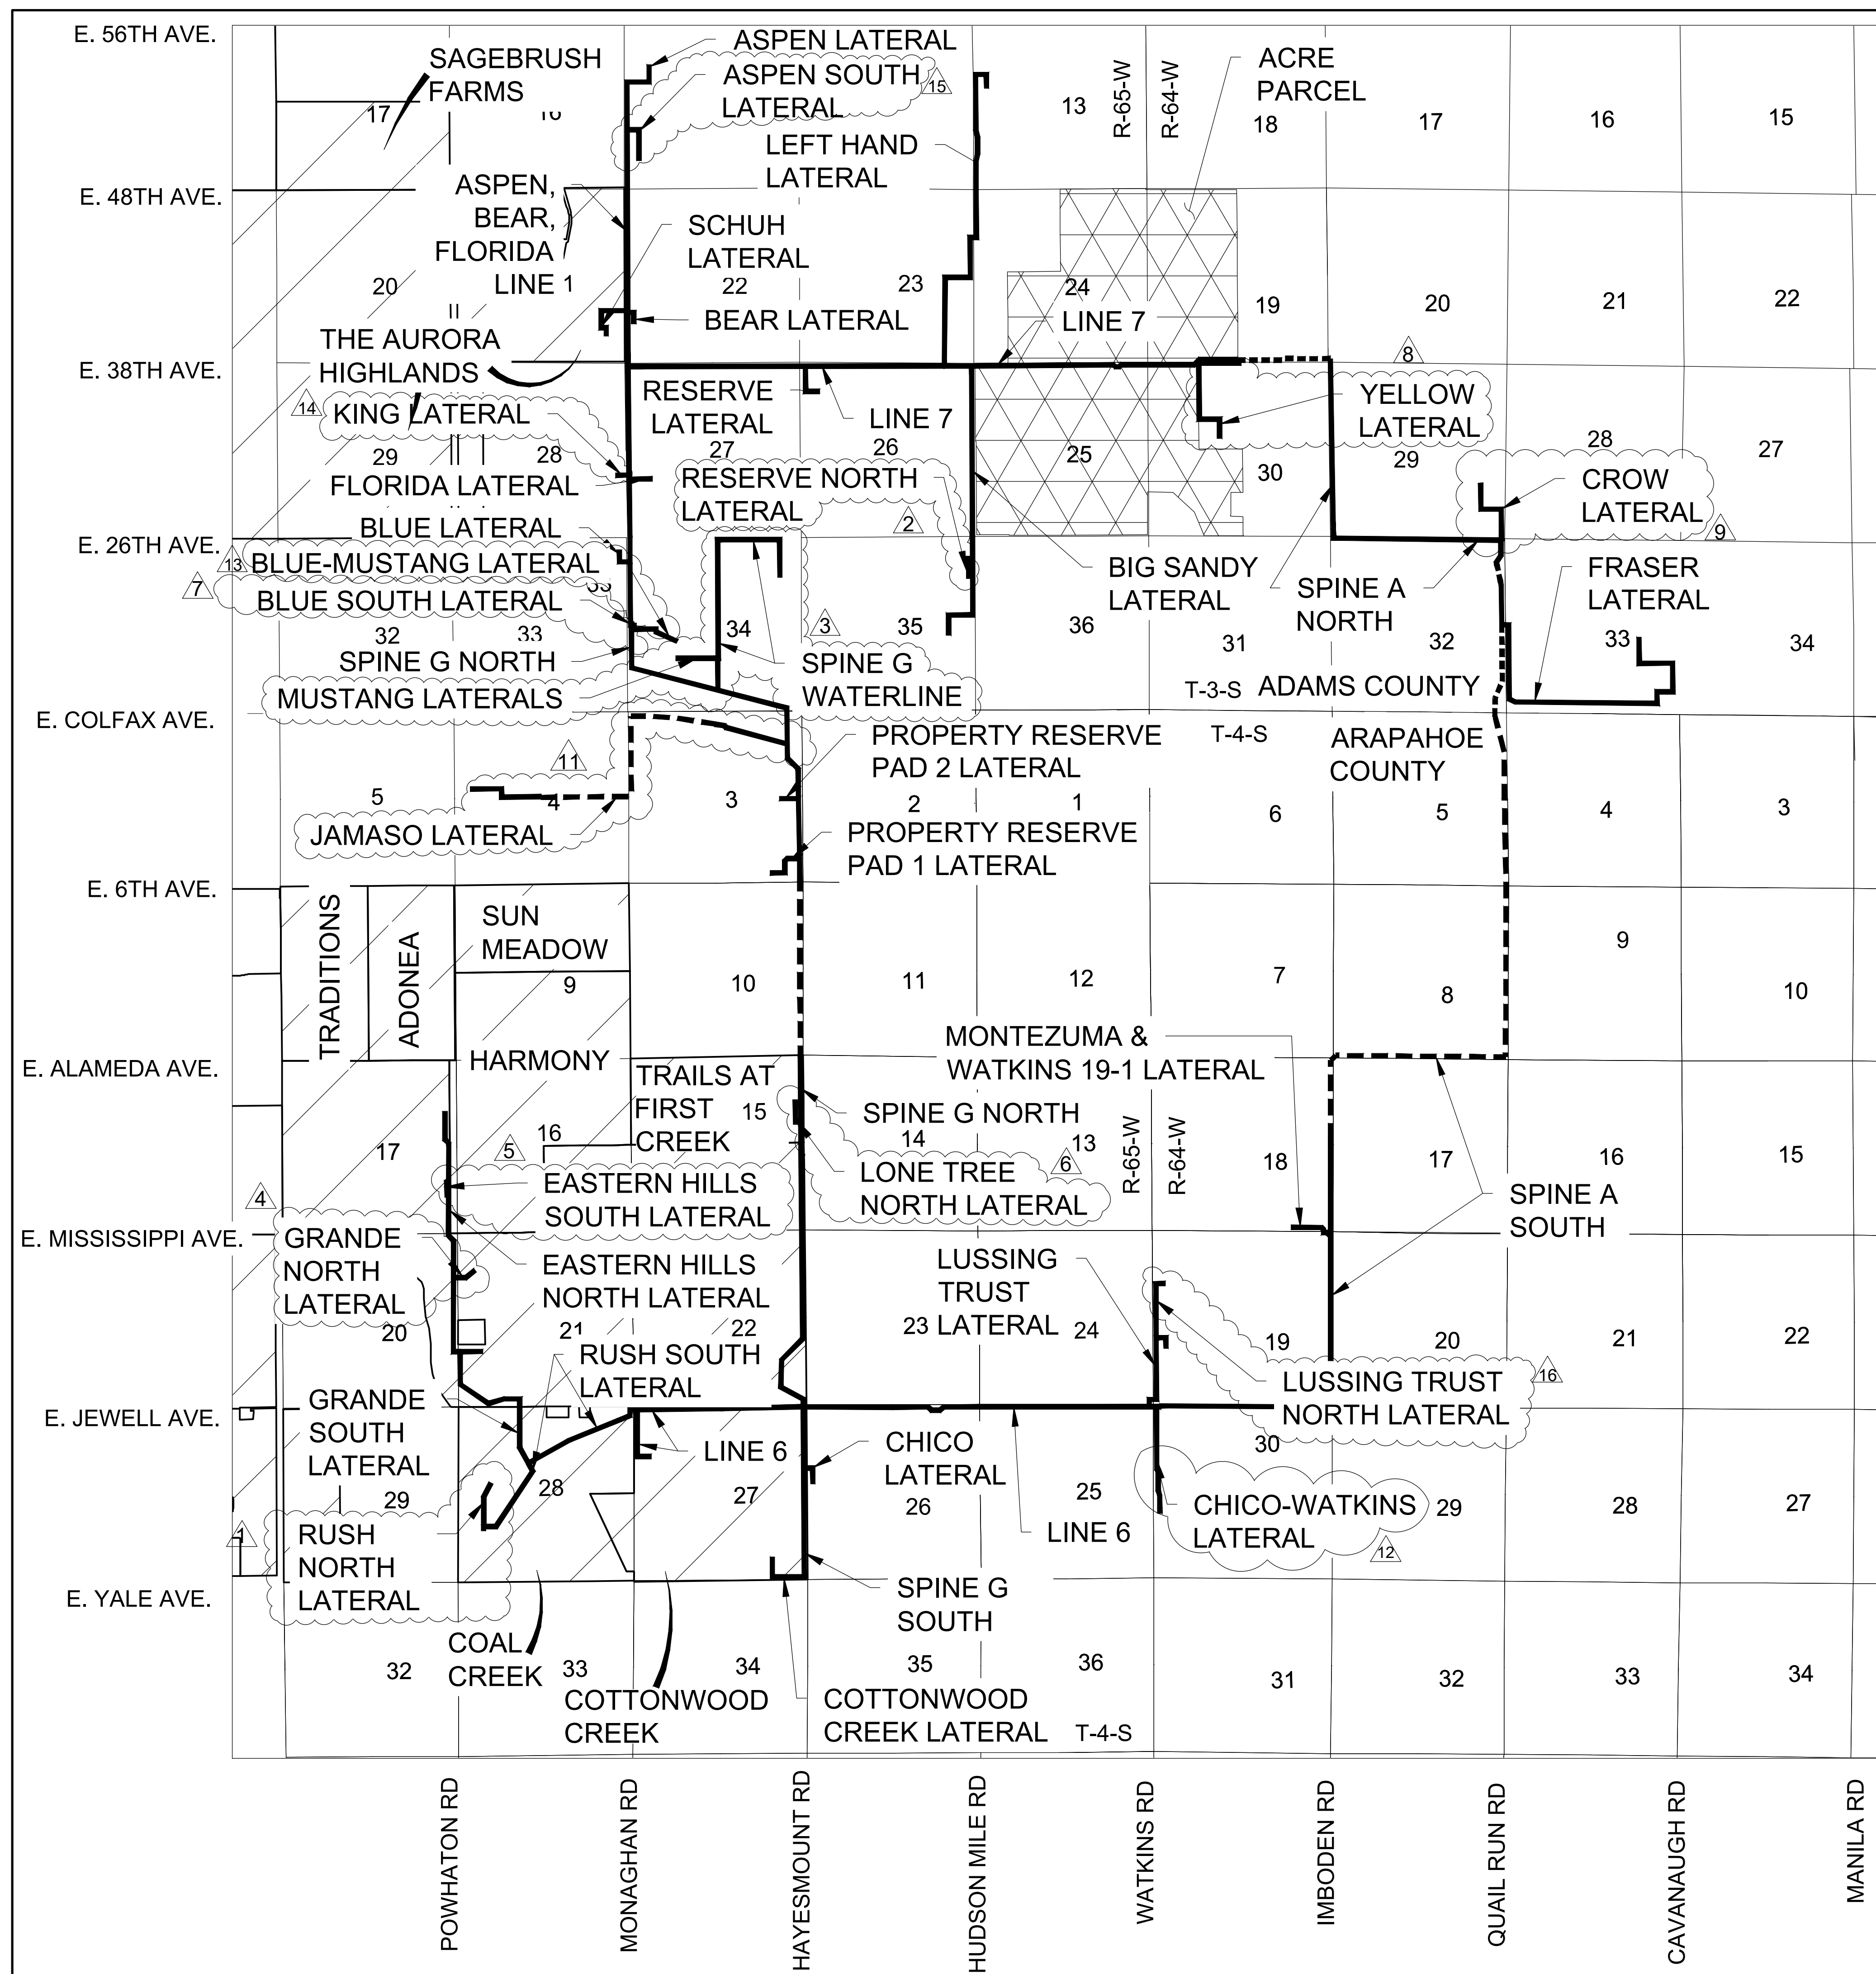 E. 56TH AVE.
SAGEBRUSH
FARMS
17
16
ASPEN LATERAL
ASPEN SOUTH
LATERAL
15
LEFT HAND
LATERAL
13
R-65-W
R-64-W
ACRE
PARCEL
18
17
16
15
E. 48TH AVE.
ASPEN,
BEAR,
FLORIDA
LINE 1
SCHUH
LATERAL
20
22
23
24
19
20
21
22
BEAR LATERAL
LINE 7
THE AURORA
HIGHLANDS
E. 38TH AVE.
8
14
KING LATERAL
RESERVE
LATERAL
LINE 7
YELLOW
LATERAL
29
28
27
26
25
30
29
28
27
FLORIDA LATERAL
RESERVE NORTH
LATERAL
2
CROW
LATERAL
9
BLUE LATERAL
E. 26TH AVE.
13
BLUE-MUSTANG LATERAL
7
BLUE SOUTH LATERAL
33
BIG SANDY
LATERAL
SPINE A
NORTH
FRASER
LATERAL
32
33
34
3
35
36
31
32
33
34
SPINE G NORTH
SPINE G
WATERLINE
MUSTANG LATERALS
T-3-S
ADAMS COUNTY
E. COLFAX AVE.
T-4-S
ARAPAHOE
COUNTY
PROPERTY RESERVE
PAD 2 LATERAL
11
5
4
3
2
1
6
5
4
3
JAMASO LATERAL
PROPERTY RESERVE
PAD 1 LATERAL
E. 6TH AVE.
TRADITIONS
ADONEA
SUN
MEADOW
9
9
10
11
12
7
8
10
HARMONY
MONTEZUMA &
WATKINS 19-1 LATERAL
E. ALAMEDA AVE.
TRAILS AT
FIRST
CREEK
15
SPINE G NORTH
R-65-W
R-64-W
17
5
16
14
13
6
18
17
16
15
LONE TREE
NORTH LATERAL
EASTERN HILLS
SOUTH LATERAL
4
SPINE A
SOUTH
E. MISSISSIPPI AVE.
GRANDE
NORTH
LATERAL
EASTERN HILLS
NORTH LATERAL
LUSSING
TRUST
LATERAL
20
21
22
23
24
19
20
21
22
RUSH SOUTH
LATERAL
16
LUSSING TRUST
NORTH LATERAL
E. JEWELL AVE.
GRANDE
SOUTH
LATERAL
LINE 6
CHICO
LATERAL
30
29
28
27
26
25
29
28
27
LINE 6
CHICO-WATKINS
LATERAL
12
1
RUSH
NORTH
LATERAL
SPINE G
SOUTH
E. YALE AVE.
COAL
CREEK
32
33
34
35
36
31
32
33
34
COTTONWOOD
CREEK
COTTONWOOD
CREEK LATERAL
T-4-S
POWHATON RD
MONAGHAN RD
HAYESMOUNT RD
HUDSON MILE RD
WATKINS RD
IMBODEN RD
QUAIL RUN RD
CAVANAUGH RD
MANILA RD